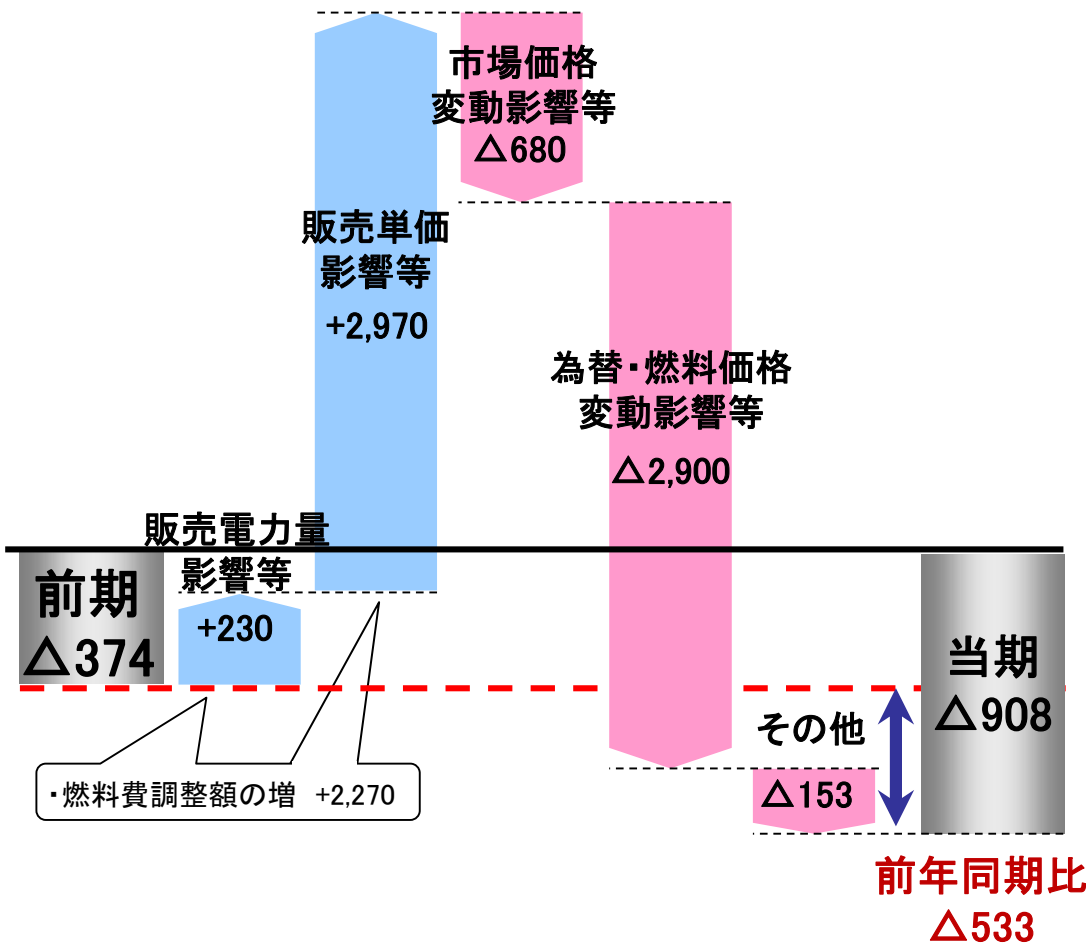 市場価格
変動影響等
△680
販売単価
影響等
+2,970
為替・燃料価格
変動影響等
△2,900
販売電力量
影響等
+230
前期
△374
当期
△908
その他
△153
・燃料費調整額の増 +2,270
前年同期比
△533